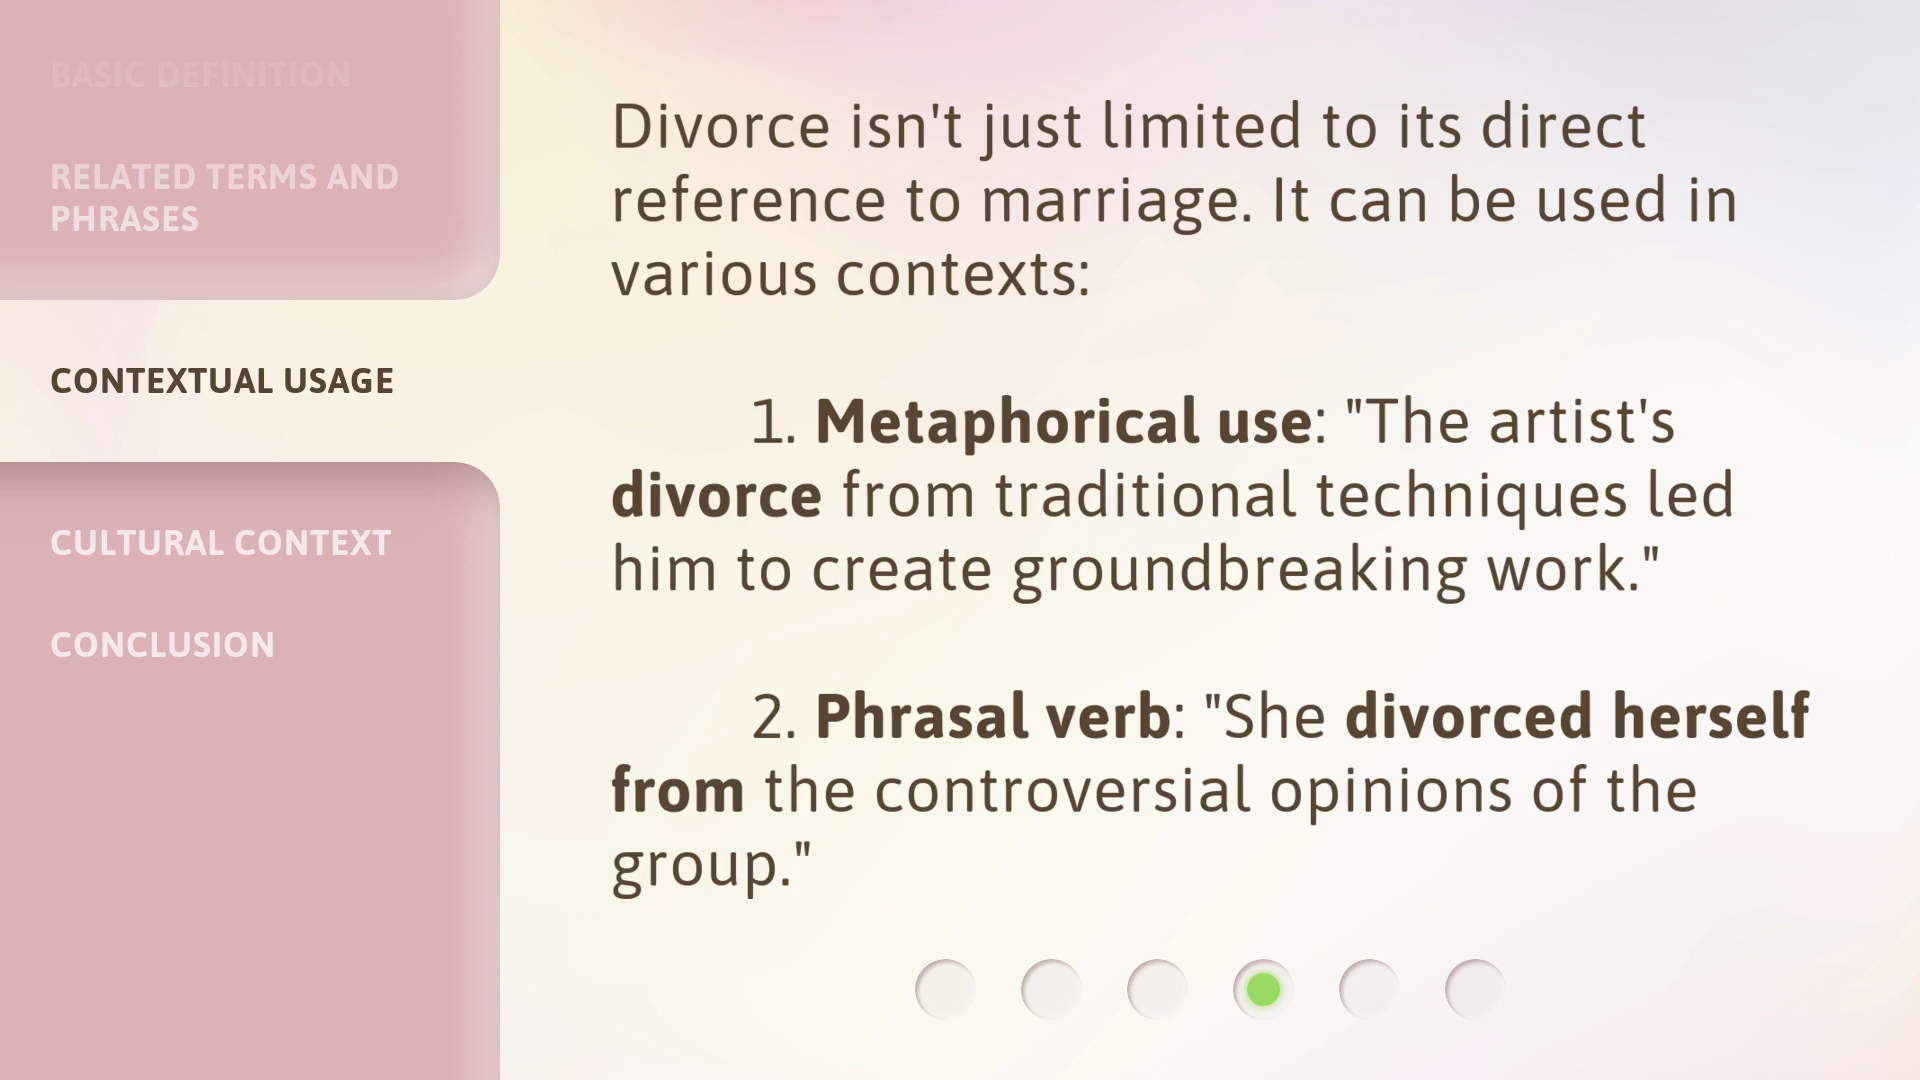 BASIC DEFINITION
RELATED TERMS AND
PHRASES
CONTEXTUAL USAGE
CULTURAL CONTEXT
CONCLUSION
Divorce isn't just limited to its direct
reference to marriage. It can be used in
various contexts:
1. Metaphorical use: "The artist's
divorce from traditional techniques led
him to create groundbreaking work."
2. Phrasal verb: "She divorced herself
from the controversial opinions of the
group."